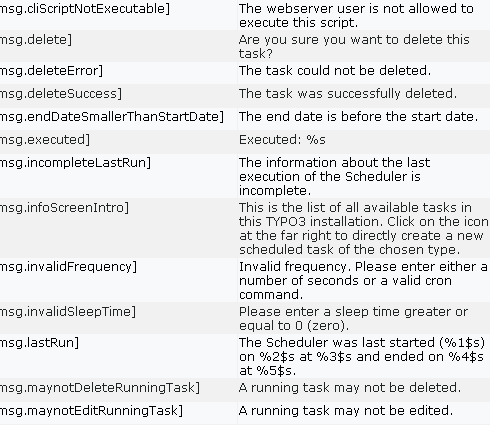 msg.cliScriptNotExecutable] The webserver user is not allowed to
execute this script.
msg.delete] Are you sure you want to delete this
task?
msg.deleteError] The task could not be deleted.
msg.deleteSuccess] The task was successfully deleted.
msg.endDateSmallerThanStartDate] The end date is before the start date.
msg.executed] Executed: %s
msg.incompleteLastRun] The information about the last
execution of the Scheduler is
incomplete.
msg.infoScreenIntro] This is the list of all available tasks in
this TYPO3 installation. Click on the icon
at the far right to directly create a new
scheduled task of the chosen type.
msg.invalidFrequency] Invalid frequency. Please enter either a
number of seconds or a valid cron
command.
msg.invalidSleepTime] Please enter a sleep time greater or
equal to 0 (zero).
msg.lastRun] The Scheduler was last started (%1$s)
on %2$s at %3$s and ended on %4$s
at %5$s.
msg.maynotDeleteRunningTask] A running task may not be deleted.
msg.maynotEditRunningTask] A running task may not be edited.